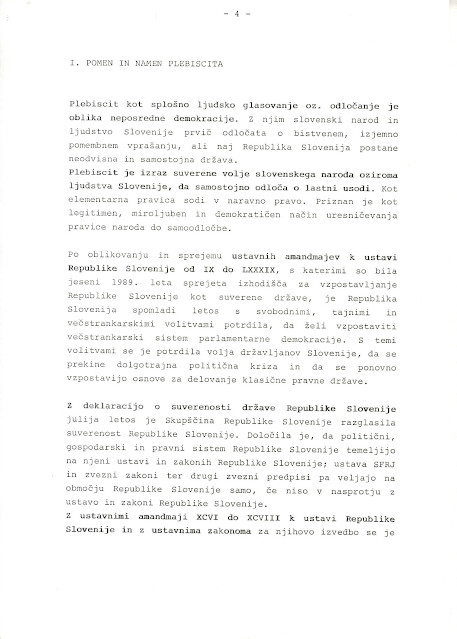 - 4 -
I. POMEN IN NAMEN PLEBISCITA
Plebiscit kot splošno ljudsko glasovanje oz. odločanje je
oblika neposredne demokracije. Z njim slovenski narod in
ljudstvo Slovenije prvič odločata o bistvenem, izjemno
pomembnem vprašanju, ali naj Republika Slovenija postane
neodvisna in samostojna država.
Plebiscit je izraz suverene volje slovenskega naroda oziroma
ljudstva Slovenije, da samostojno odloča o lastni usodi. Kot
elementarna pravica sodi v naravno pravo. Priznan je kot
legitimen, miroljuben in demokratičen način uresničevanja
pravice naroda do samoodločbe.
Po oblikovanju in sprejemu ustavnih amandmajev k ustavi
Republike Slovenije od IX do LXXXIX, s katerimi so bila
jeseni 1989. leta sprejeta izhodišča za vzpostavljanje
Republike Slovenije kot suverene države, je Republika
Slovenija spomladi letos s svobodnimi, tajnimi in
večstrankarskimi volitvami potrdila, da želi vzpostaviti
večstrankarski sistem parlamentarne demokracije. S temi
volitvami se je potrdila volja državljanov Slovenije, da se
prekine dolgotrajna politična kriza in da se ponovno
vzpostavijo osnove za delovanje klasične pravne države.
Z deklaracijo o suverenosti države Republike Slovenije
julija letos je Skupščina Republike Slovenije razglasila
suverenost Republike Slovenije. Določila je, da politični,
gospodarski in pravni sistem Republike Slovenije temeljijo
na njeni ustavi in zakonih Republike Slovenije; ustava SFRJ
in zvezni zakoni ter drugi zvezni predpisi pa veljajo na
območju Republike Slovenije samo, če niso v nasprotju z
ustavo in zakoni Republike Slovenije.
Z ustavnimi amandmaji XCVI do XCVIII k ustavi Republike
Slovenije in z ustavnima zakonoma za njihovo izvedbo se je